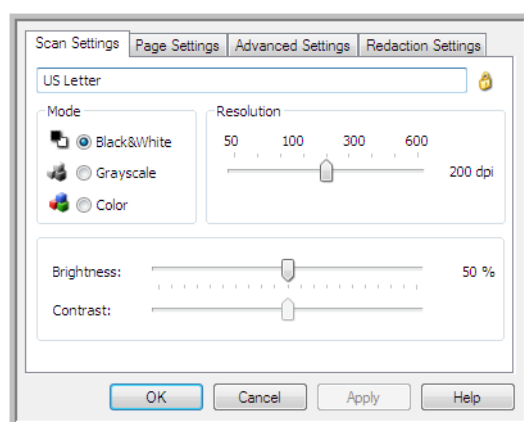 Scan Settings Page Settings Advanced Settings Redaction Settings
US Letter
Mode
Black&White
Grayscale
Color
Resolution
50 100 300 600
200 dpi
Brightness: 50 %
Contrast:
OK Cancel Apply Help